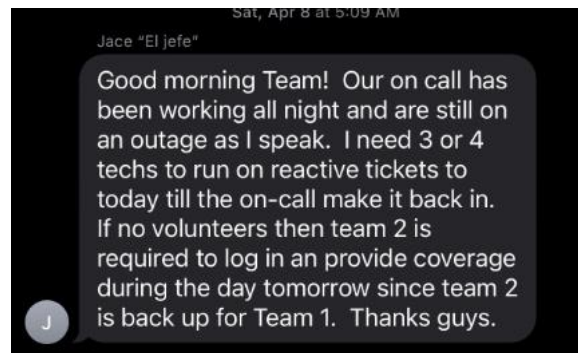 Sat, Apr 8 at 5:09 AM
Jace "El jefe"
Good morning Team!  Our on call has
been working all night and are still on
an outage as I speak.  I need 3 or 4
techs to run on reactive tickets to
today till the on-call make it back in.
If no volunteers then team 2 is
required to log in an provide coverage
during the day tomorrow since team 2
is back up for Team 1.  Thanks guys.
J